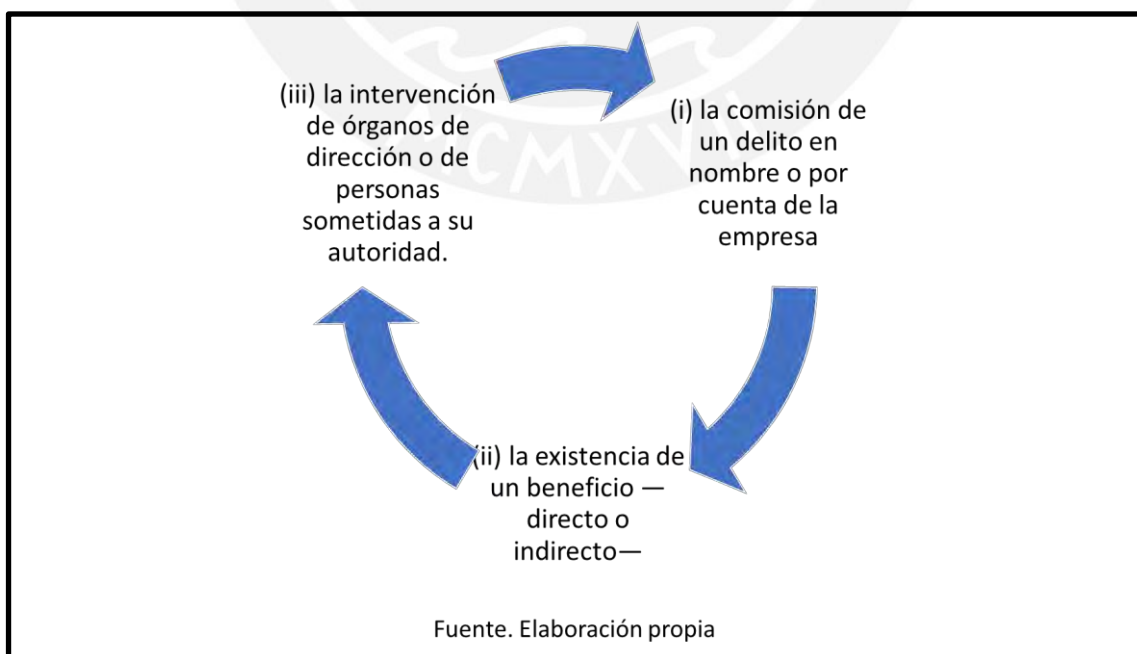 (iii) la intervención
de órganos de
dirección o de
personas
sometidas a su
autoridad.
(i) la comisión de
un delito en
nombre o por
cuenta de la
empresa
(ii) la existencia de
un beneficio —
directo o
indirecto—
Fuente. Elaboración propia
MCMXVII